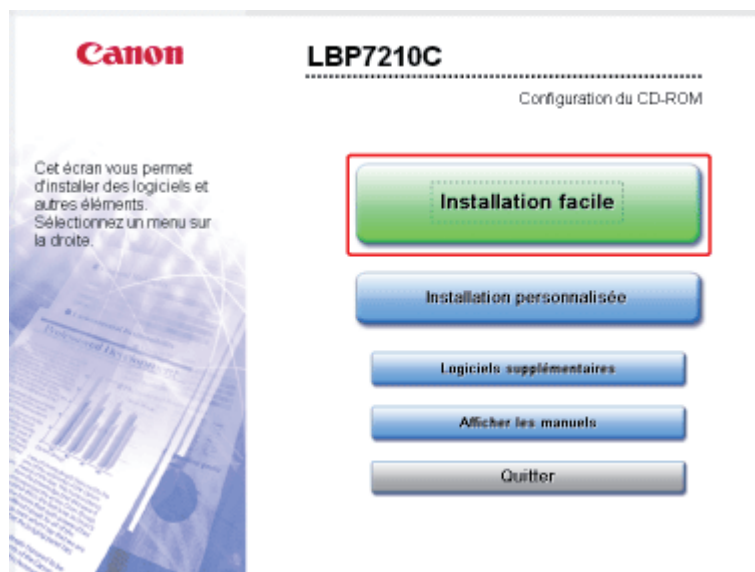 Canon
LBP7210C
Configuration du CD-ROM
Cet écran vous permet
d'installer des logiciels et
autres éléments.
Sélectionnez un menu sur
la droite.
Installation facile
Installation personnalisée
Logiciels supplémentaires
Afficher les manuels
Quitter